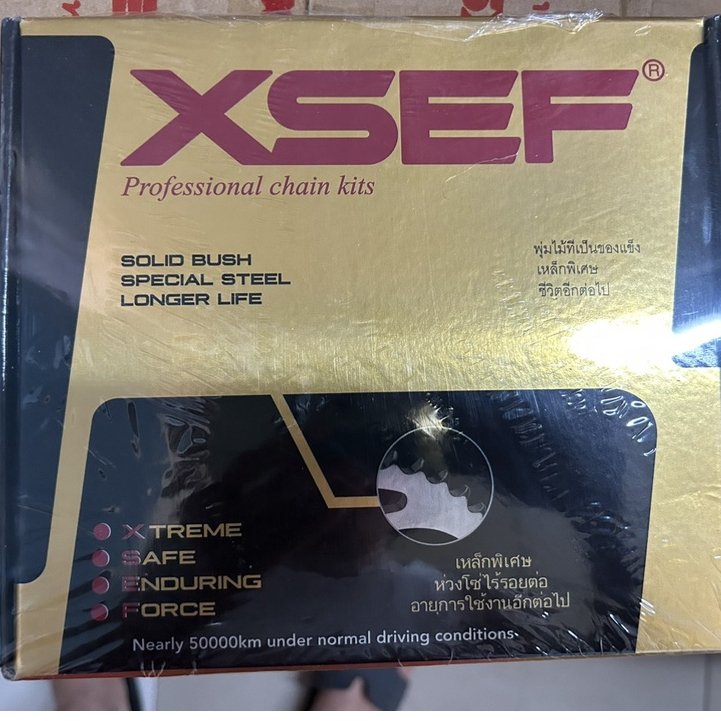 XSEF®
Professional chain kits
SOLID BUSH
SPECIAL STEEL
LONGER LIFE
พุ่มไม้ที่เป็นของแข็ง
เหล็กพิเศษ
ชีวิตอีกต่อไป
XTREME
SAFE
ENDURING
FORCE
เหล็กพิเศษ
ห่วงโซ่ไร้รอยต่อ
อายุการใช้งานอีกต่อไป
Nearly 50000km under normal driving conditions